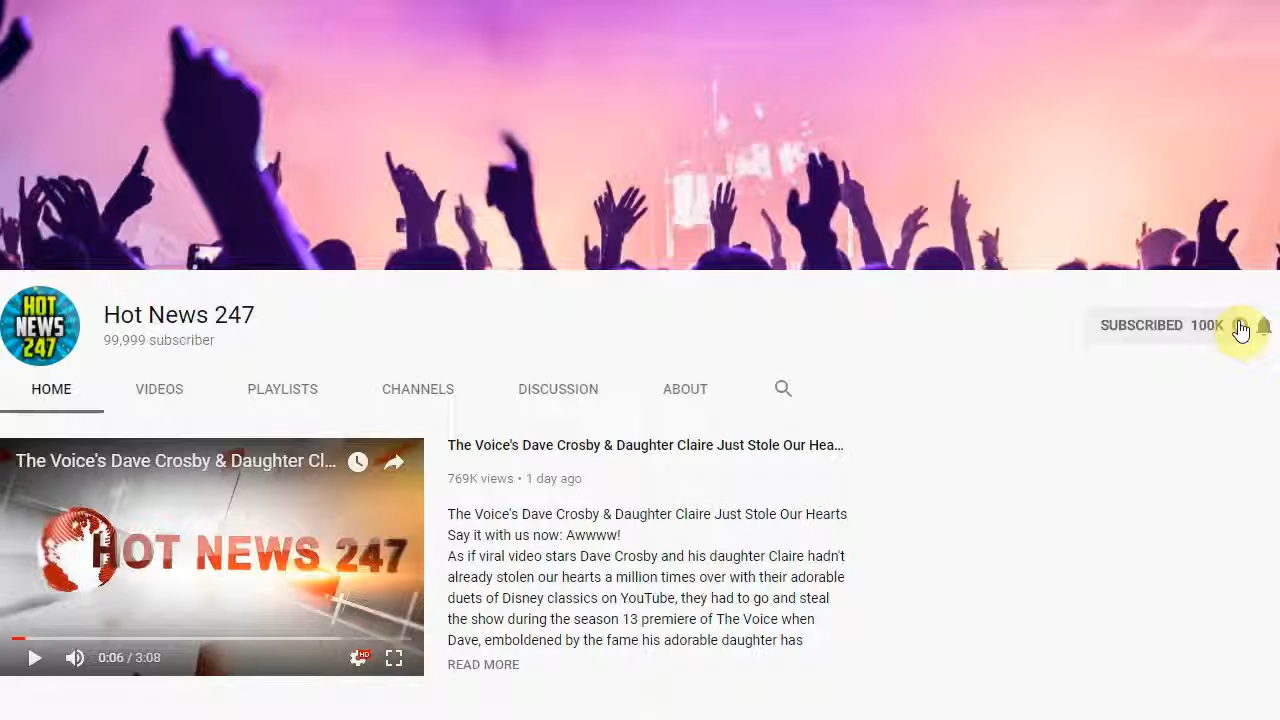 HOT
NEWS
247
Hot News 247
99,999 subscriber
SUBSCRIBED 100K
HOME VIDEOS PLAYLISTS CHANNELS DISCUSSION ABOUT
The Voice's Dave Crosby & Daughter Cl...
HOT NEWS 247
0:06 / 3:08
HD
The Voice's Dave Crosby & Daughter Claire Just Stole Our Hea...
769K views • 1 day ago
The Voice's Dave Crosby & Daughter Claire Just Stole Our Hearts
Say it with us now: Awwww!
As if viral video stars Dave Crosby and his daughter Claire hadn't
already stolen our hearts a million times over with their adorable
duets of Disney classics on YouTube, they had to go and steal
the show during the season 13 premiere of The Voice when
Dave, emboldened by the fame his adorable daughter has
READ MORE